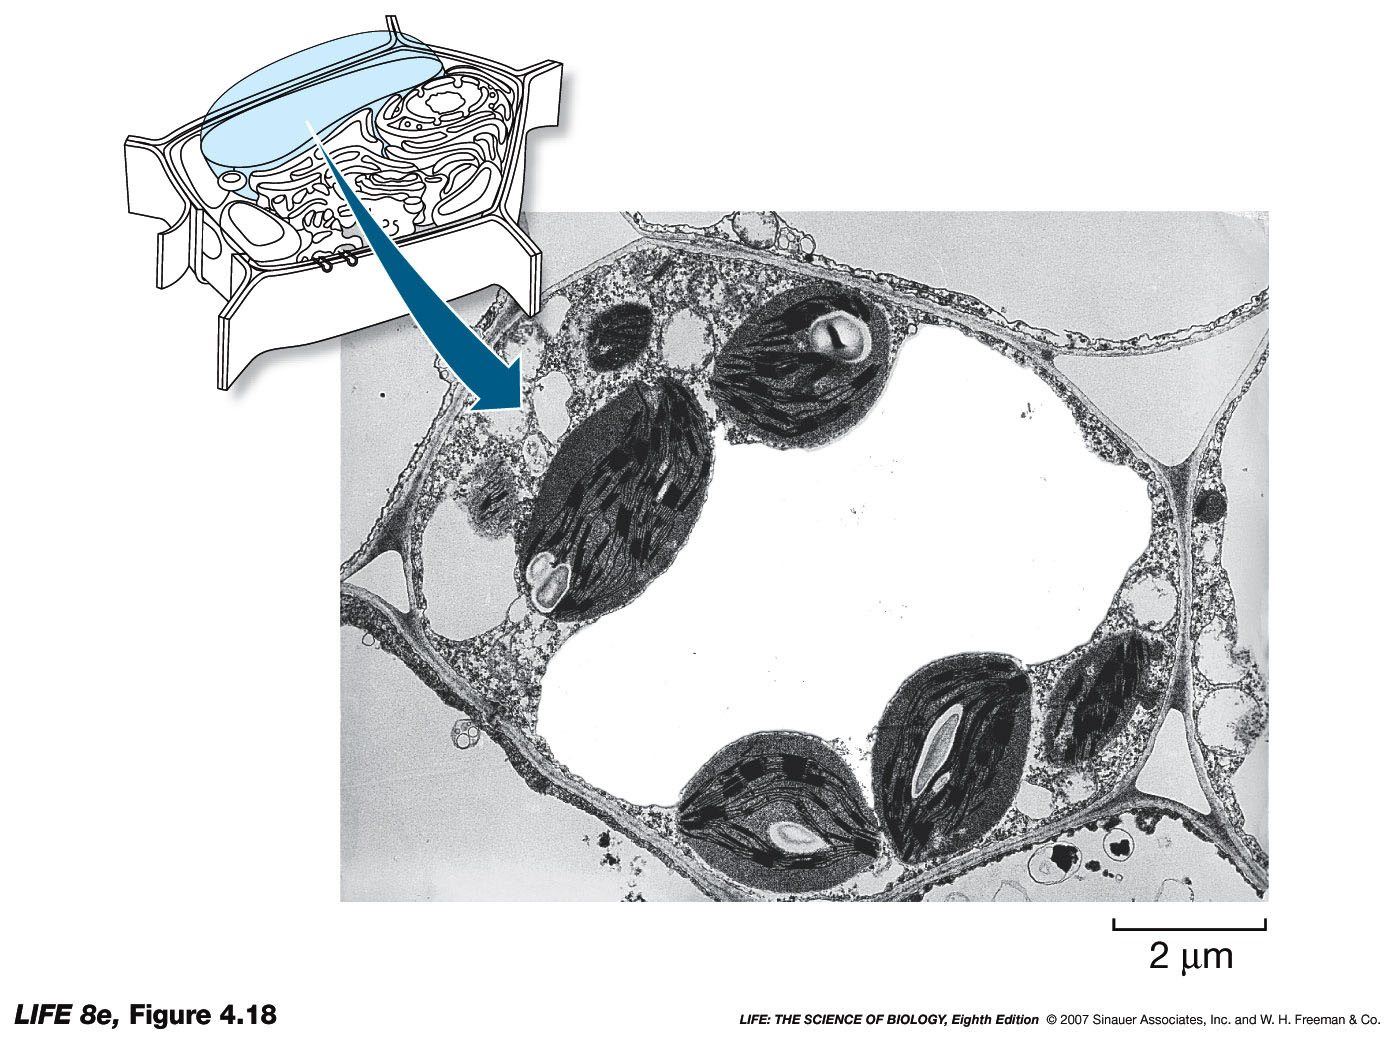 2 μm
LIFE 8e, Figure 4.18
LIFE: THE SCIENCE OF BIOLOGY, Eighth Edition © 2007 Sinauer Associates, Inc. and W. H. Freeman & Co.